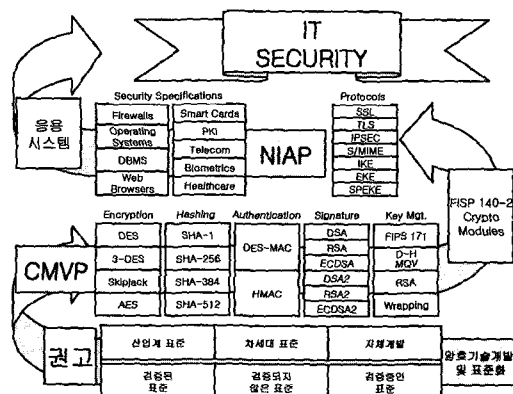 IT
SECURITY
Security Specifications
Protocols
응용
시스템
Firewalls
Operating
Systems
DBMS
Web
Browsers
Smart Cards
PKI
Telecom
Biometrics
Healthcare
NIAP
SSL
TLS
IPSEC
S/MIME
IKE
EKE
SPEKE
FISP 140-2
Crypto
Modules
Encryption
Hashing
Authentication
Signature
Key Mgt.
CMVP
DES
3-DES
Skipjack
AES
SHA-1
SHA-256
SHA-384
SHA-512
DES-MAC
HMAC
DSA
RSA
ECDSA
DSA2
RSA2
ECDSA2
FIPS 171
D-H
MQV
RSA
Wrapping
권고
산업계 표준
차세대 표준
자체개발
검증된
표준
검증되지
않은 표준
검증중인
표준
암호기술개발
및 표준화